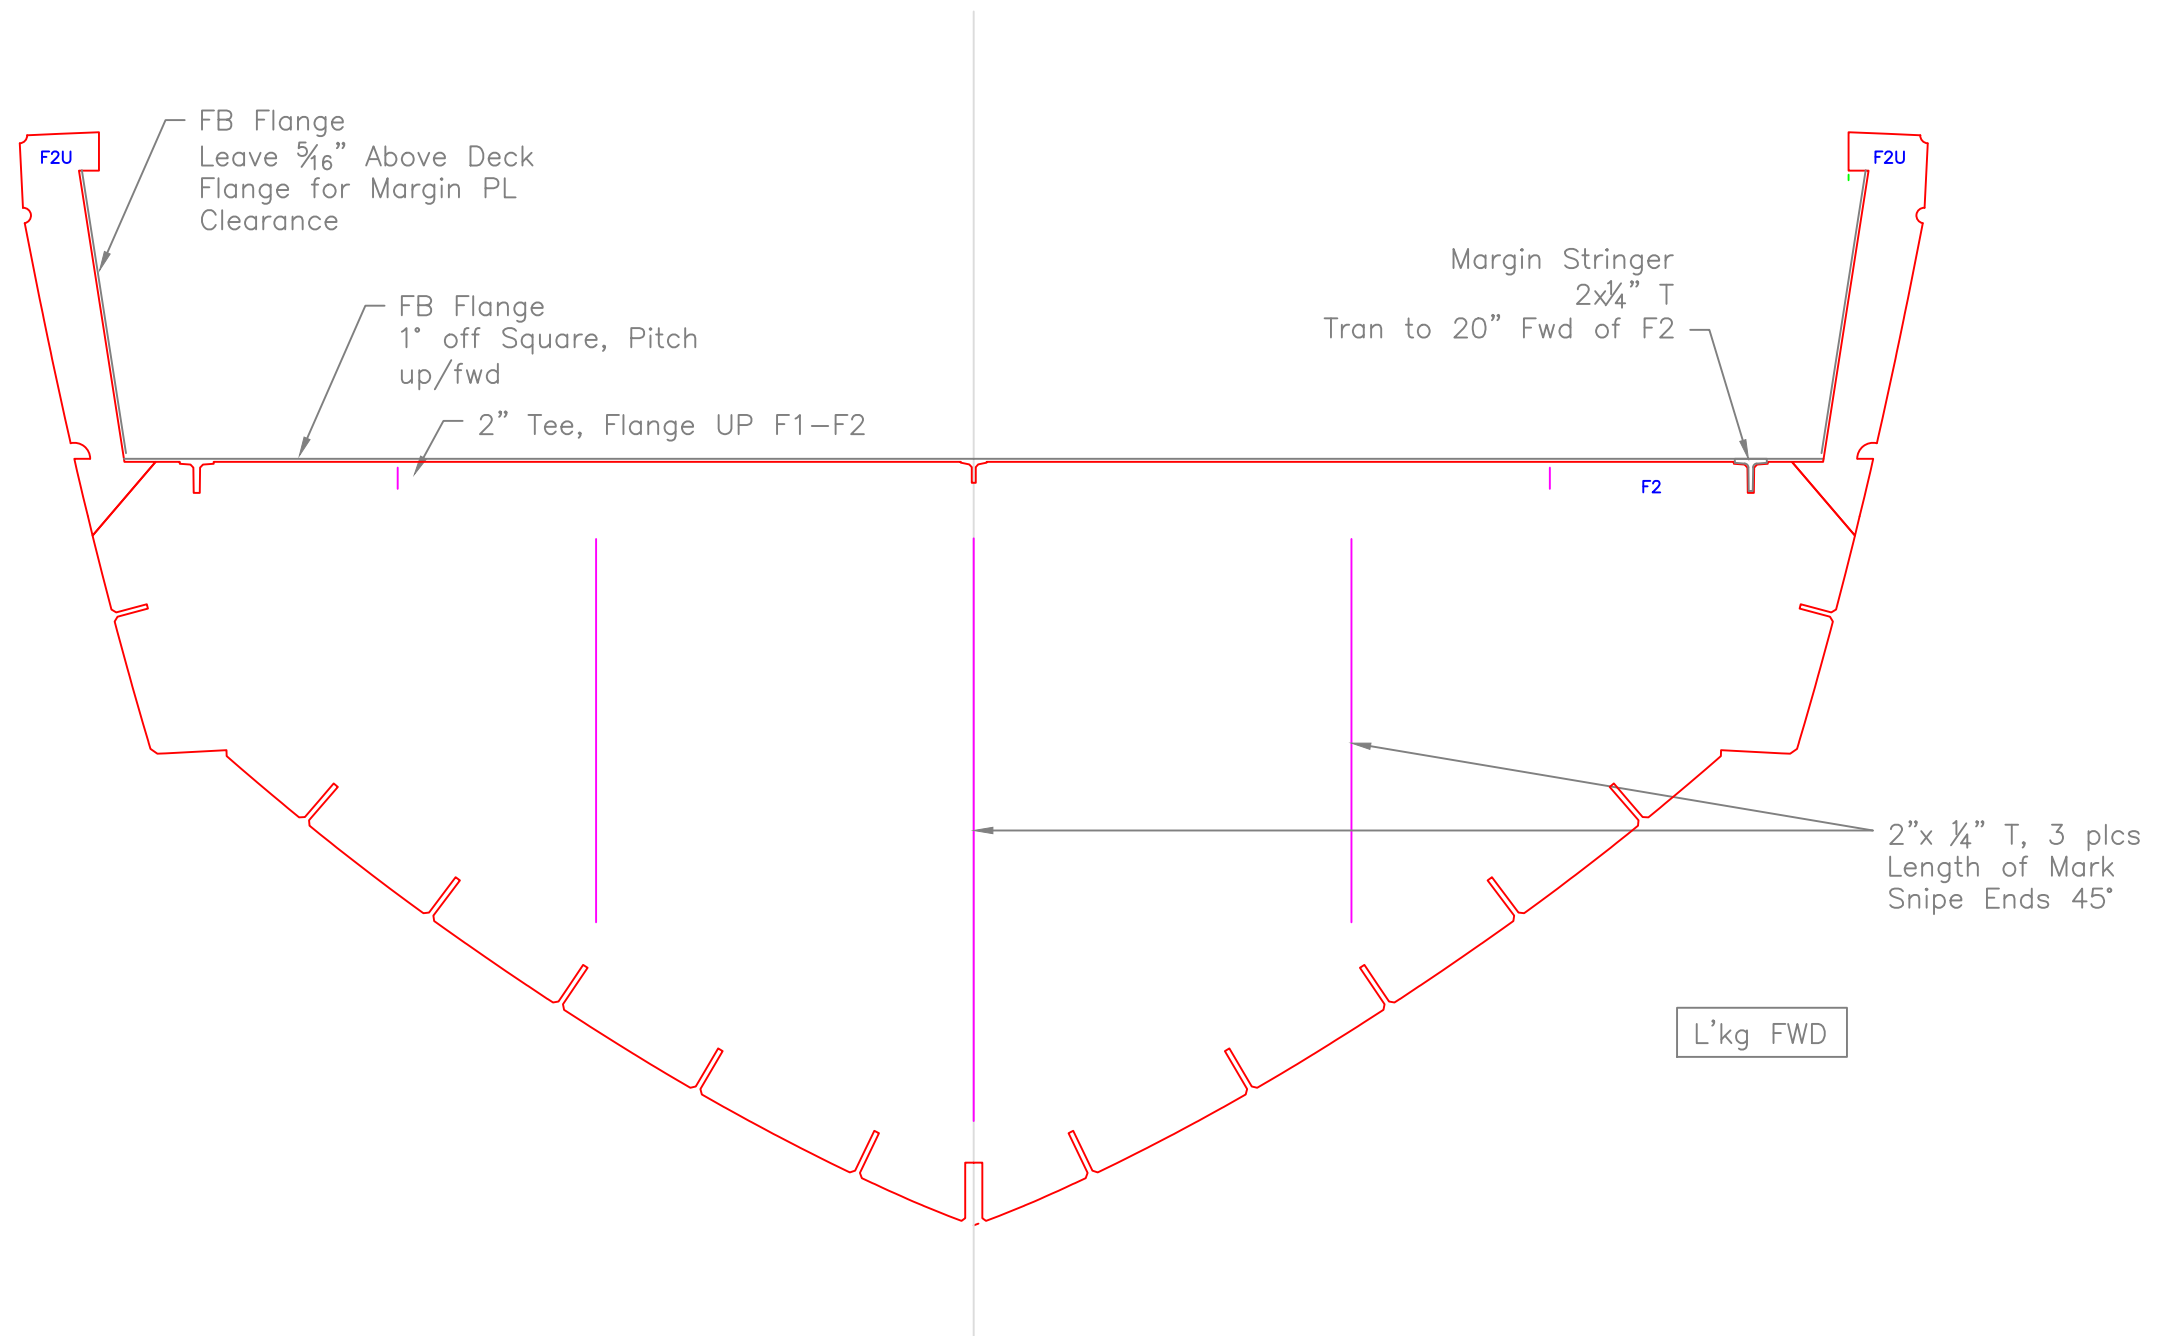 FB Flange
Leave 5/16” Above Deck
Flange for Margin PL
Clearance
F2U
F2U
Margin Stringer
2x1/4” T
Tran to 20” Fwd of F2
FB Flange
1° off Square, Pitch
up/fwd
2” Tee, Flange UP F1-F2
F2
2”x 1/4” T, 3 plcs
Length of Mark
Snipe Ends 45°
L’kg FWD